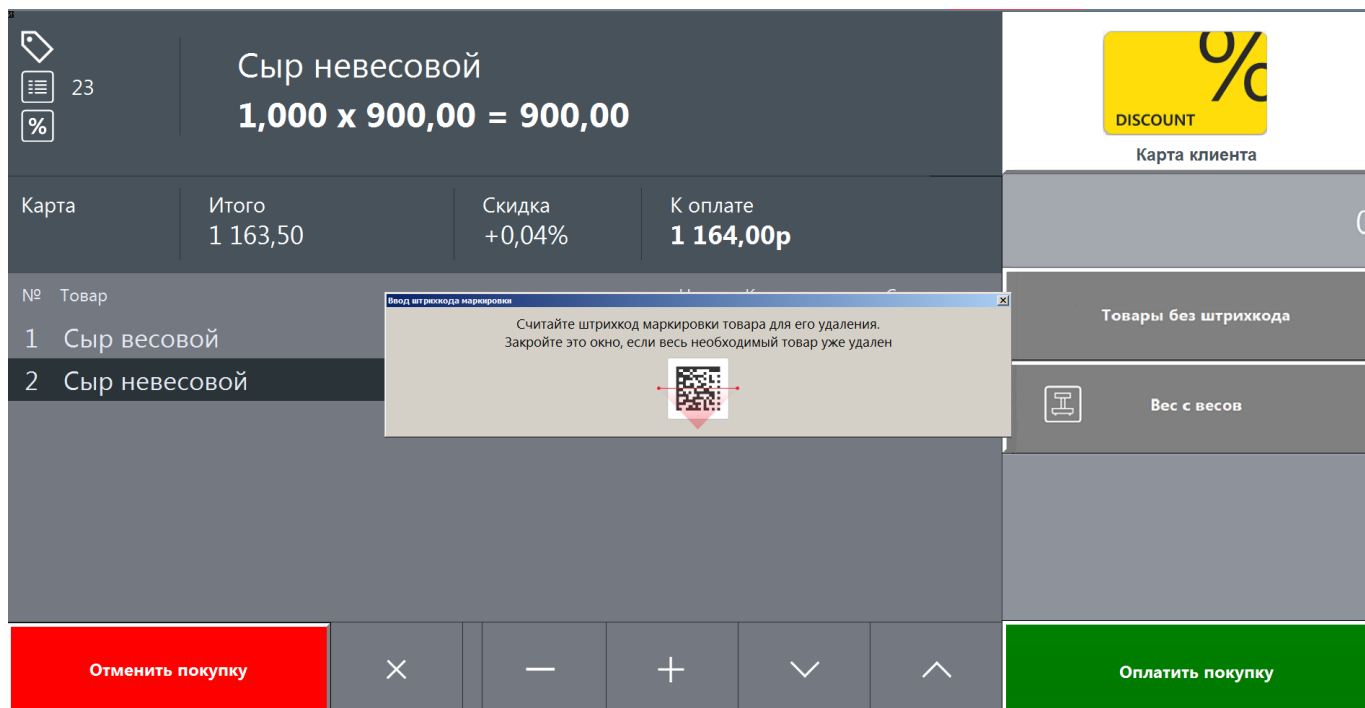 23
Сыр невесовой
1,000 x 900,00 = 900,00
%
DISCOUNT
Карта клиента
Карта
Итого
Скидка
К оплате
1 163,50
+0,04%
1 164,00р
№ Товар
Ввод штрихкода маркировки
Считайте штрихкод маркировки товара для его удаления.
Закройте это окно, если весь необходимый товар уже удален
1 Сыр весовой
2 Сыр невесовой
Товары без штрихкода
Вес с весов
Отменить покупку
Оплатить покупку